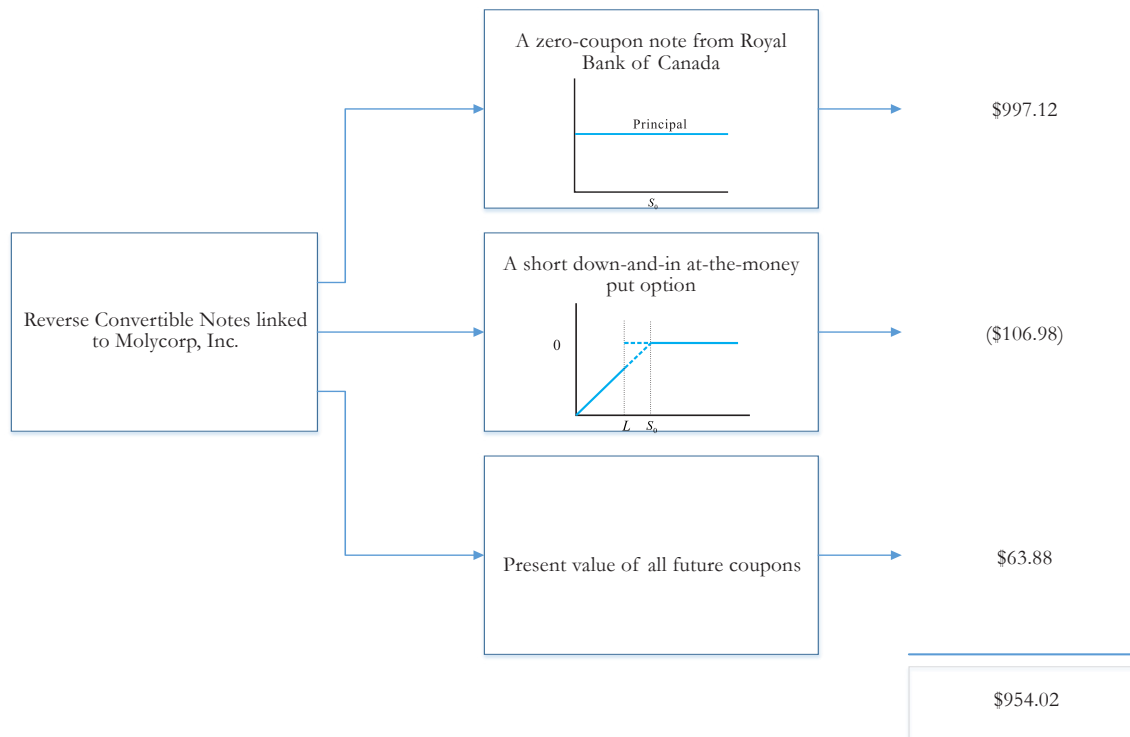 A zero-coupon note from Royal
Bank of Canada
Principal
S₀
$997.12
Reverse Convertible Notes linked
to Molycorp, Inc.
A short down-and-in at-the-money
put option
0
L S₀
($106.98)
Present value of all future coupons
$63.88
$954.02